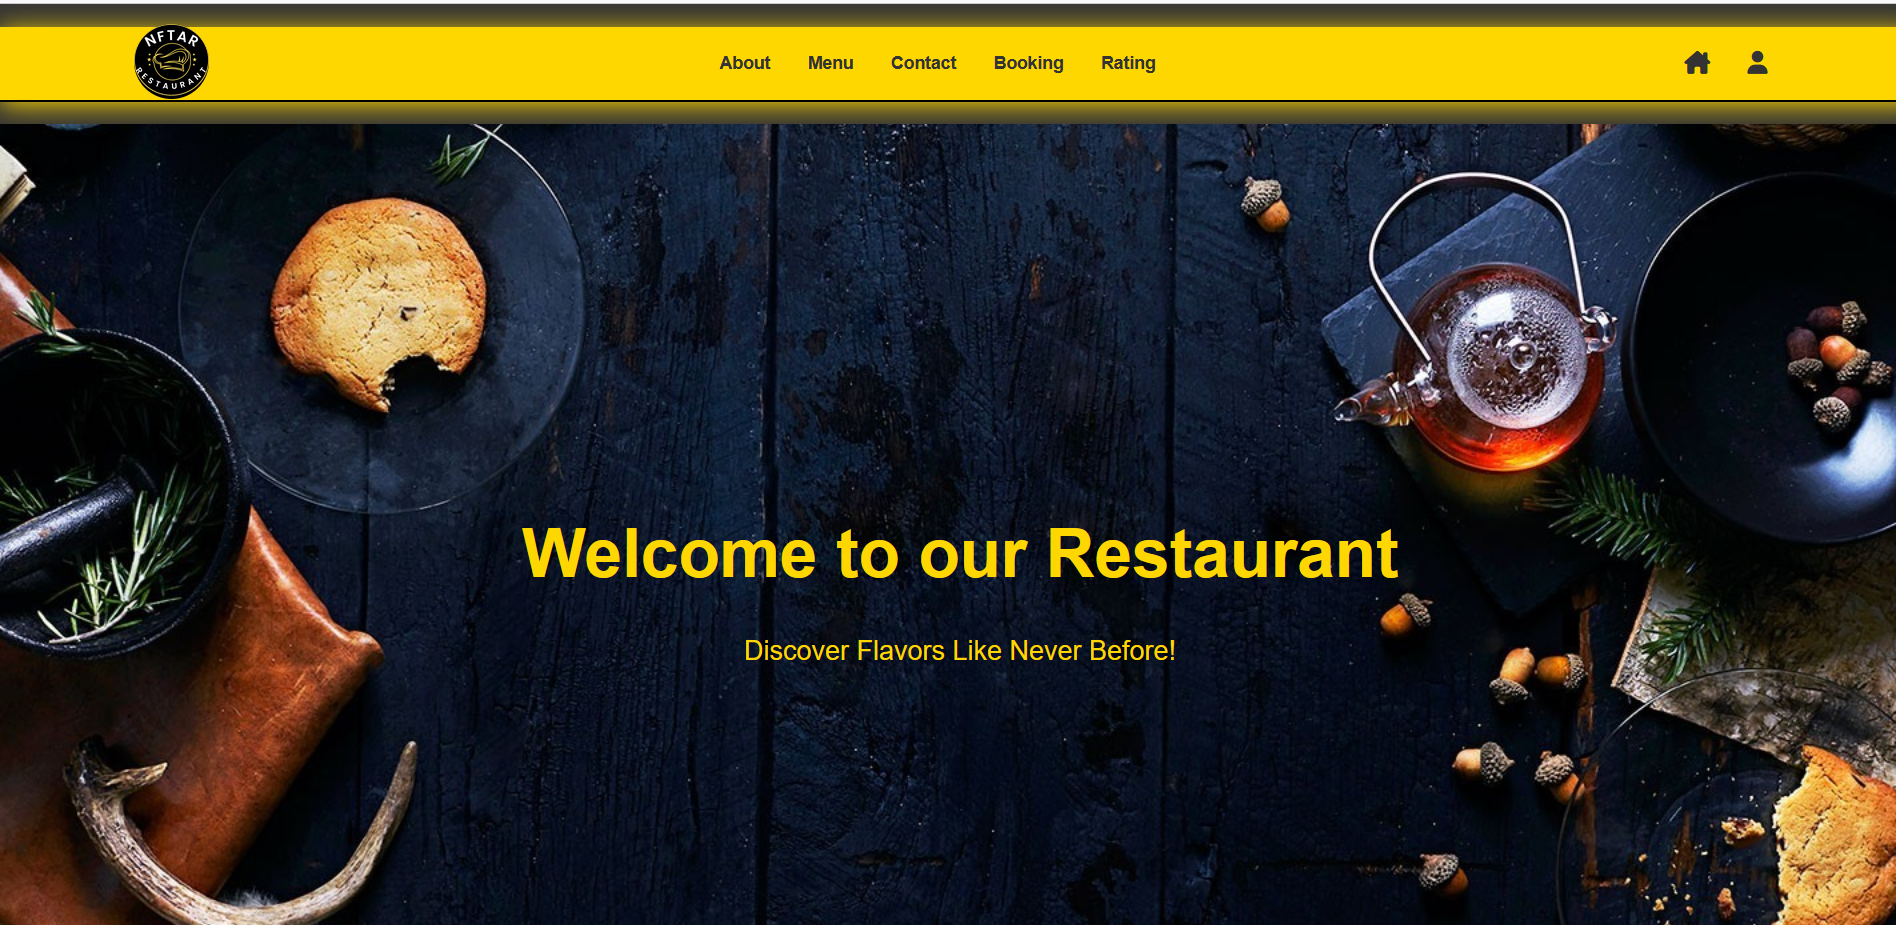 NFTAR
RESTAURANT
About
Menu
Contact
Booking
Rating
Welcome to our Restaurant
Discover Flavors Like Never Before!